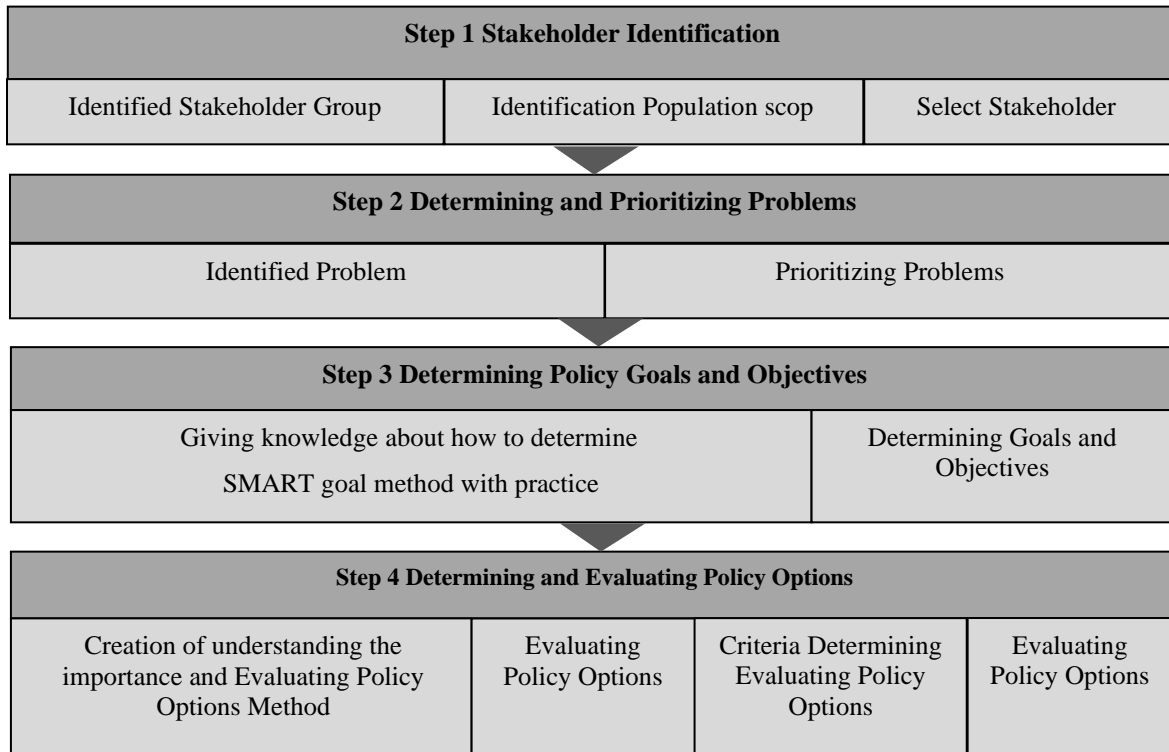 Step 1 Stakeholder Identification
Identified Stakeholder Group
Identification Population scop
Select Stakeholder
Step 2 Determining and Prioritizing Problems
Identified Problem
Prioritizing Problems
Step 3 Determining Policy Goals and Objectives
Giving knowledge about how to determine
SMART goal method with practice
Determining Goals and
Objectives
Step 4 Determining and Evaluating Policy Options
Creation of understanding the
importance and Evaluating Policy
Options Method
Evaluating
Policy Options
Criteria Determining
Evaluating Policy
Options
Evaluating
Policy Options